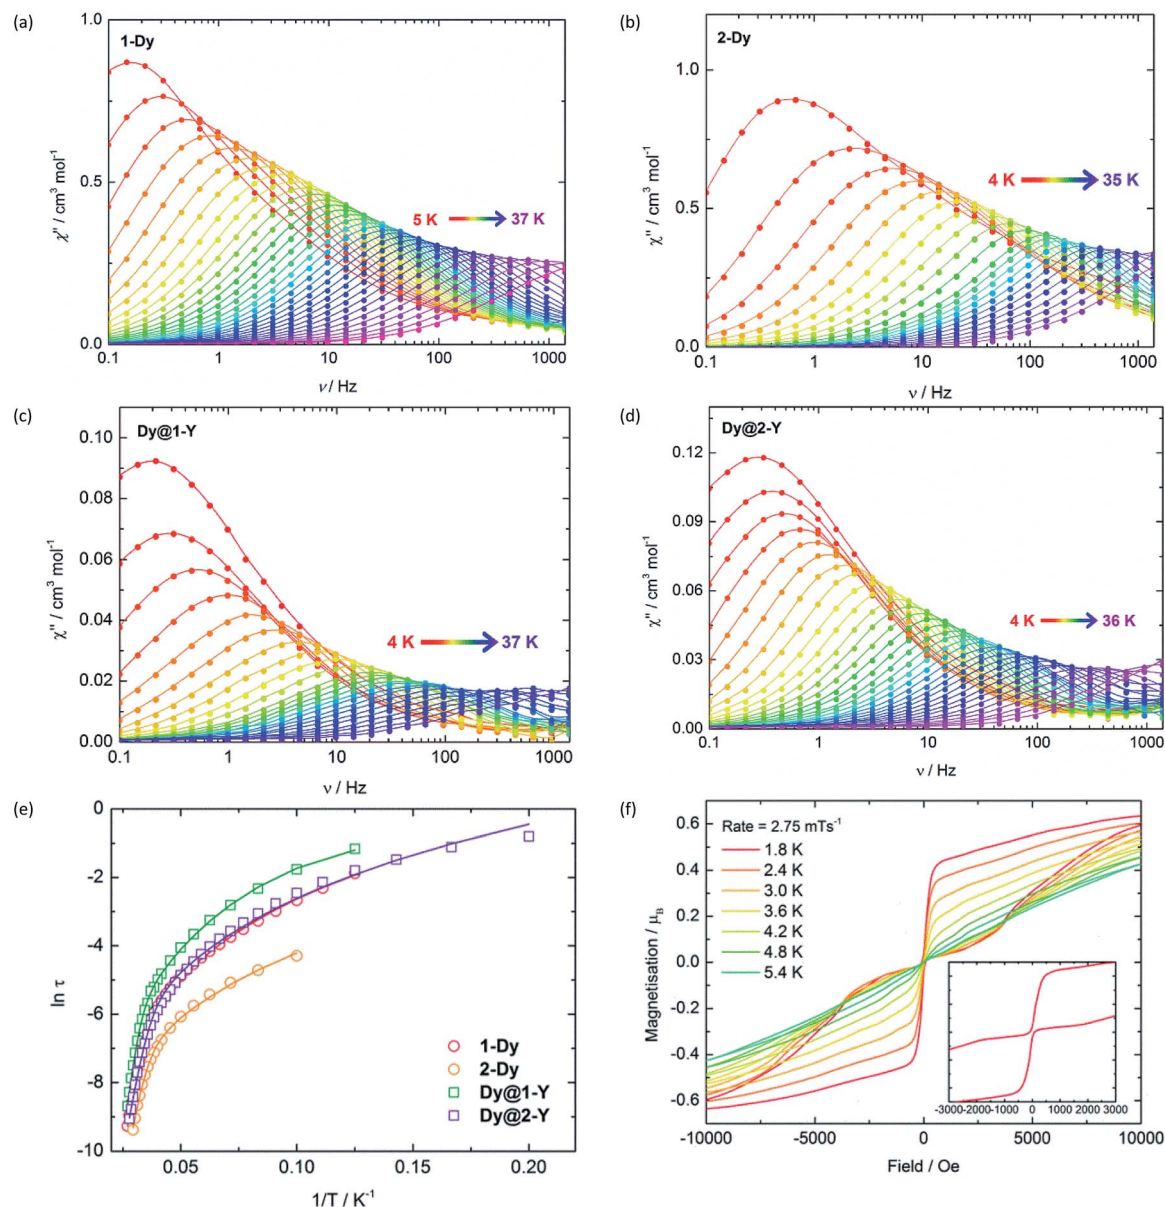 (a)
1-Dy
χ'' / cm³ mol⁻¹
1.0
0.5
0.0
5 K
37 K
0.1
1
10
100
1000
ν / Hz
(b)
2-Dy
χ'' / cm³ mol⁻¹
1.0
0.5
0.0
4 K
35 K
0.1
1
10
100
1000
ν / Hz
(c)
Dy@1-Y
χ'' / cm³ mol⁻¹
0.10
0.08
0.06
0.04
0.02
0.00
4 K
37 K
0.1
1
10
100
1000
ν / Hz
(d)
Dy@2-Y
χ'' / cm³ mol⁻¹
0.12
0.09
0.06
0.03
0.00
4 K
36 K
0.1
1
10
100
1000
ν / Hz
(e)
ln τ
0
-2
-4
-6
-8
-10
1-Dy
2-Dy
Dy@1-Y
Dy@2-Y
0.05
0.10
0.15
0.20
1/T / K⁻¹
(f)
Magnetisation / μB
0.6
0.4
0.2
0.0
-0.2
-0.4
-0.6
Rate = 2.75 mTs⁻¹
1.8 K
2.4 K
3.0 K
3.6 K
4.2 K
4.8 K
5.4 K
-3000
-2000
-1000
0
1000
2000
3000
-10000
-5000
0
5000
10000
Field / Oe